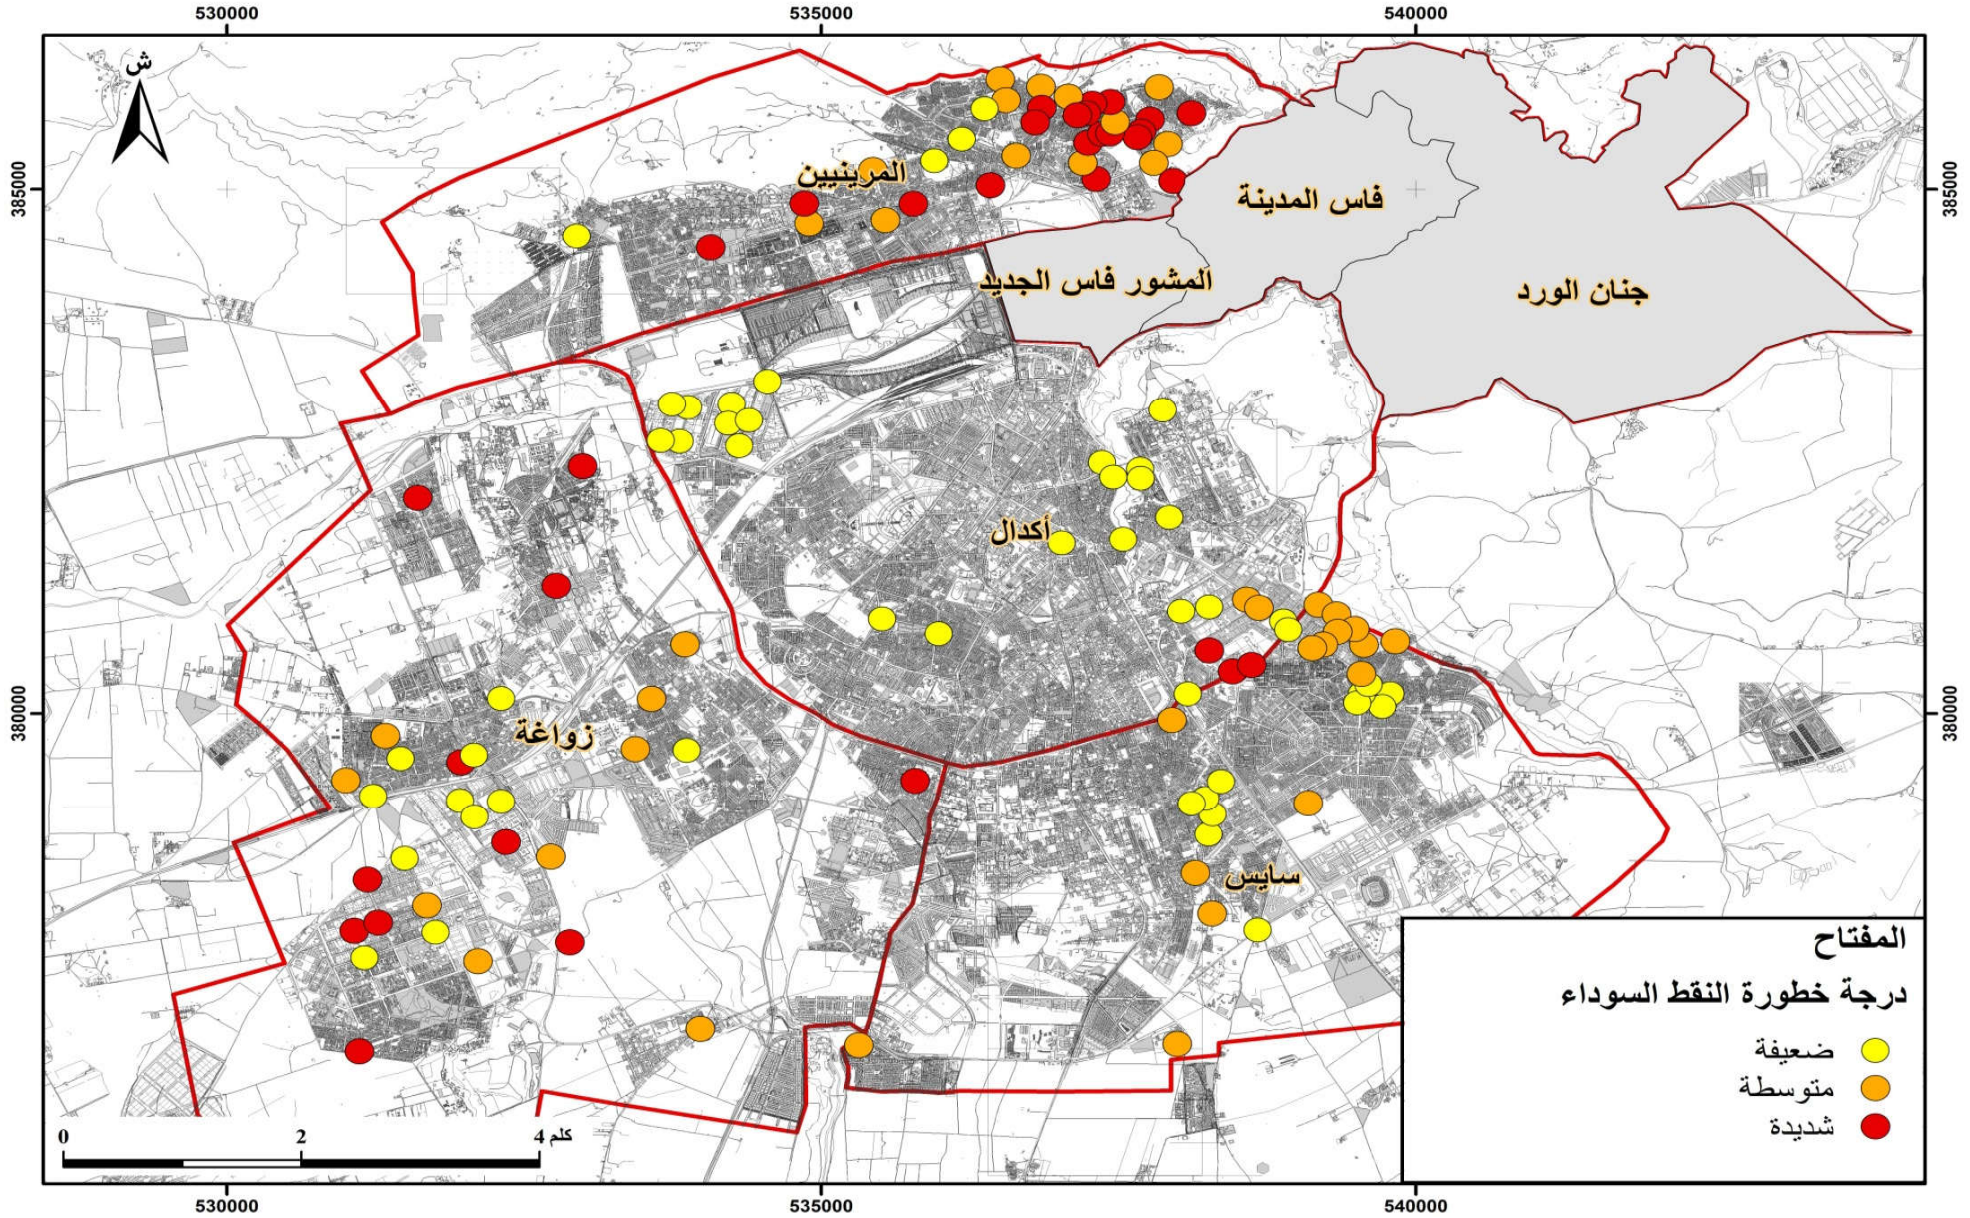 530000
535000
540000
ش
385000
385000
المرينيين
فاس المدينة
المشور فاس الجديد
جنان الورد
أكدال
380000
380000
زواغة
سايس
المفتاح
درجة خطورة النقط السوداء
ضعيفة
متوسطة
شديدة
0
2
4 كلم
530000
535000
540000